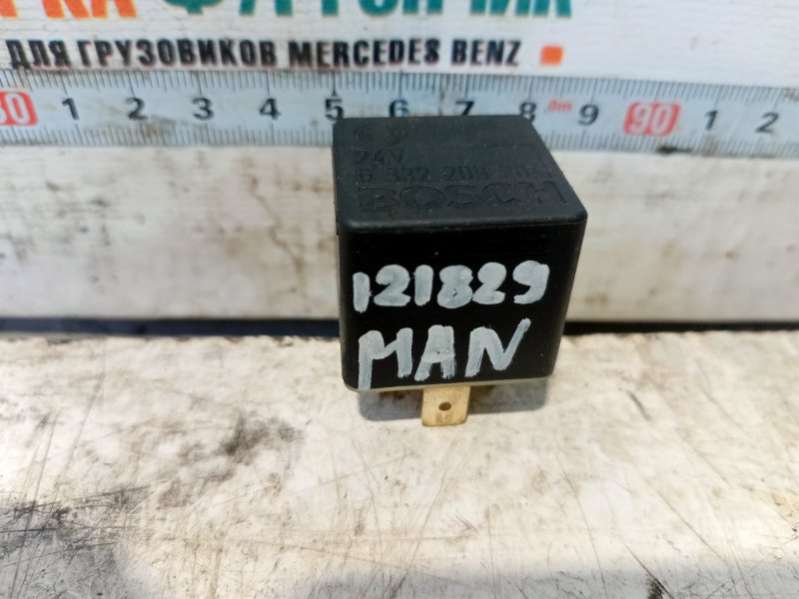 ДЛЯ ГРУЗОВИКОВ MERCEDES BENZ
1 2 3 4 5 6 7 8 дм 9 90 1 2
24V
BOSCH
121829
MAN